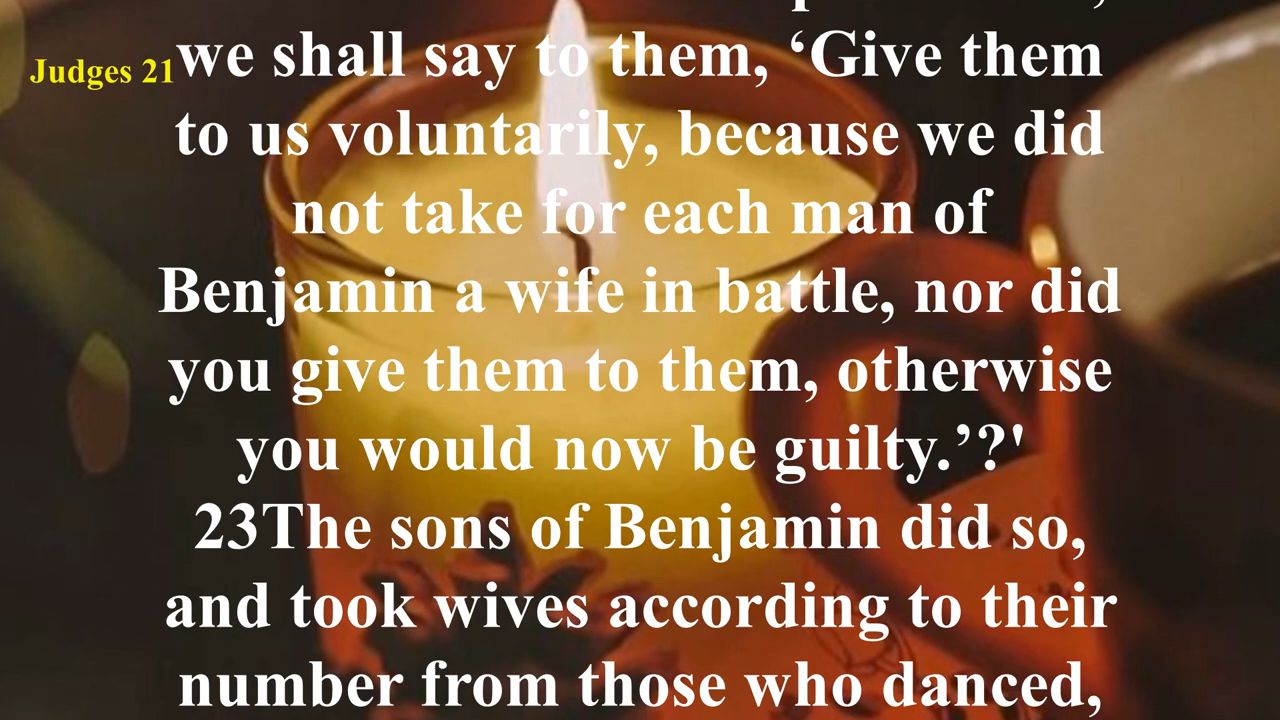 Judges 21
we shall say to them, ‘Give them
to us voluntarily, because we did
not take for each man of
Benjamin a wife in battle, nor did
you give them to them, otherwise
you would now be guilty.’?'
23The sons of Benjamin did so,
and took wives according to their
number from those who danced,